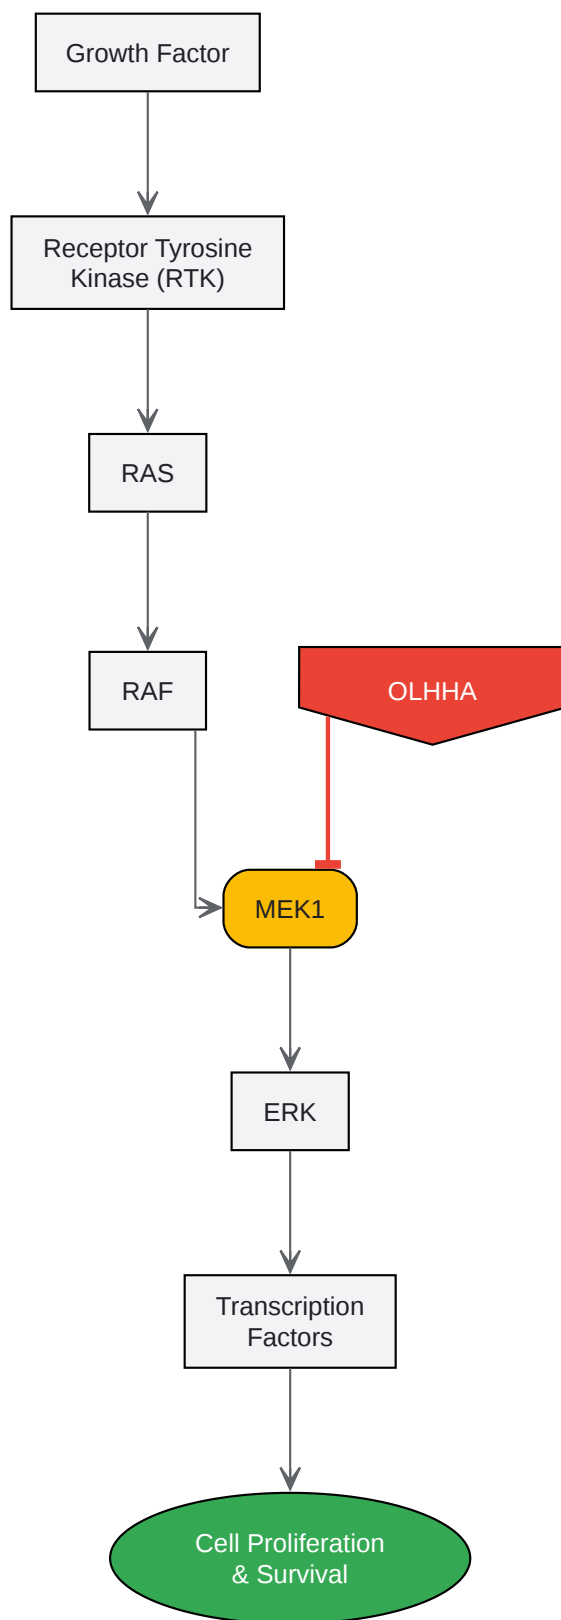 Growth Factor
Receptor Tyrosine
Kinase (RTK)
RAS
RAF
OLHHA
MEK1
ERK
Transcription
Factors
Cell Proliferation
& Survival